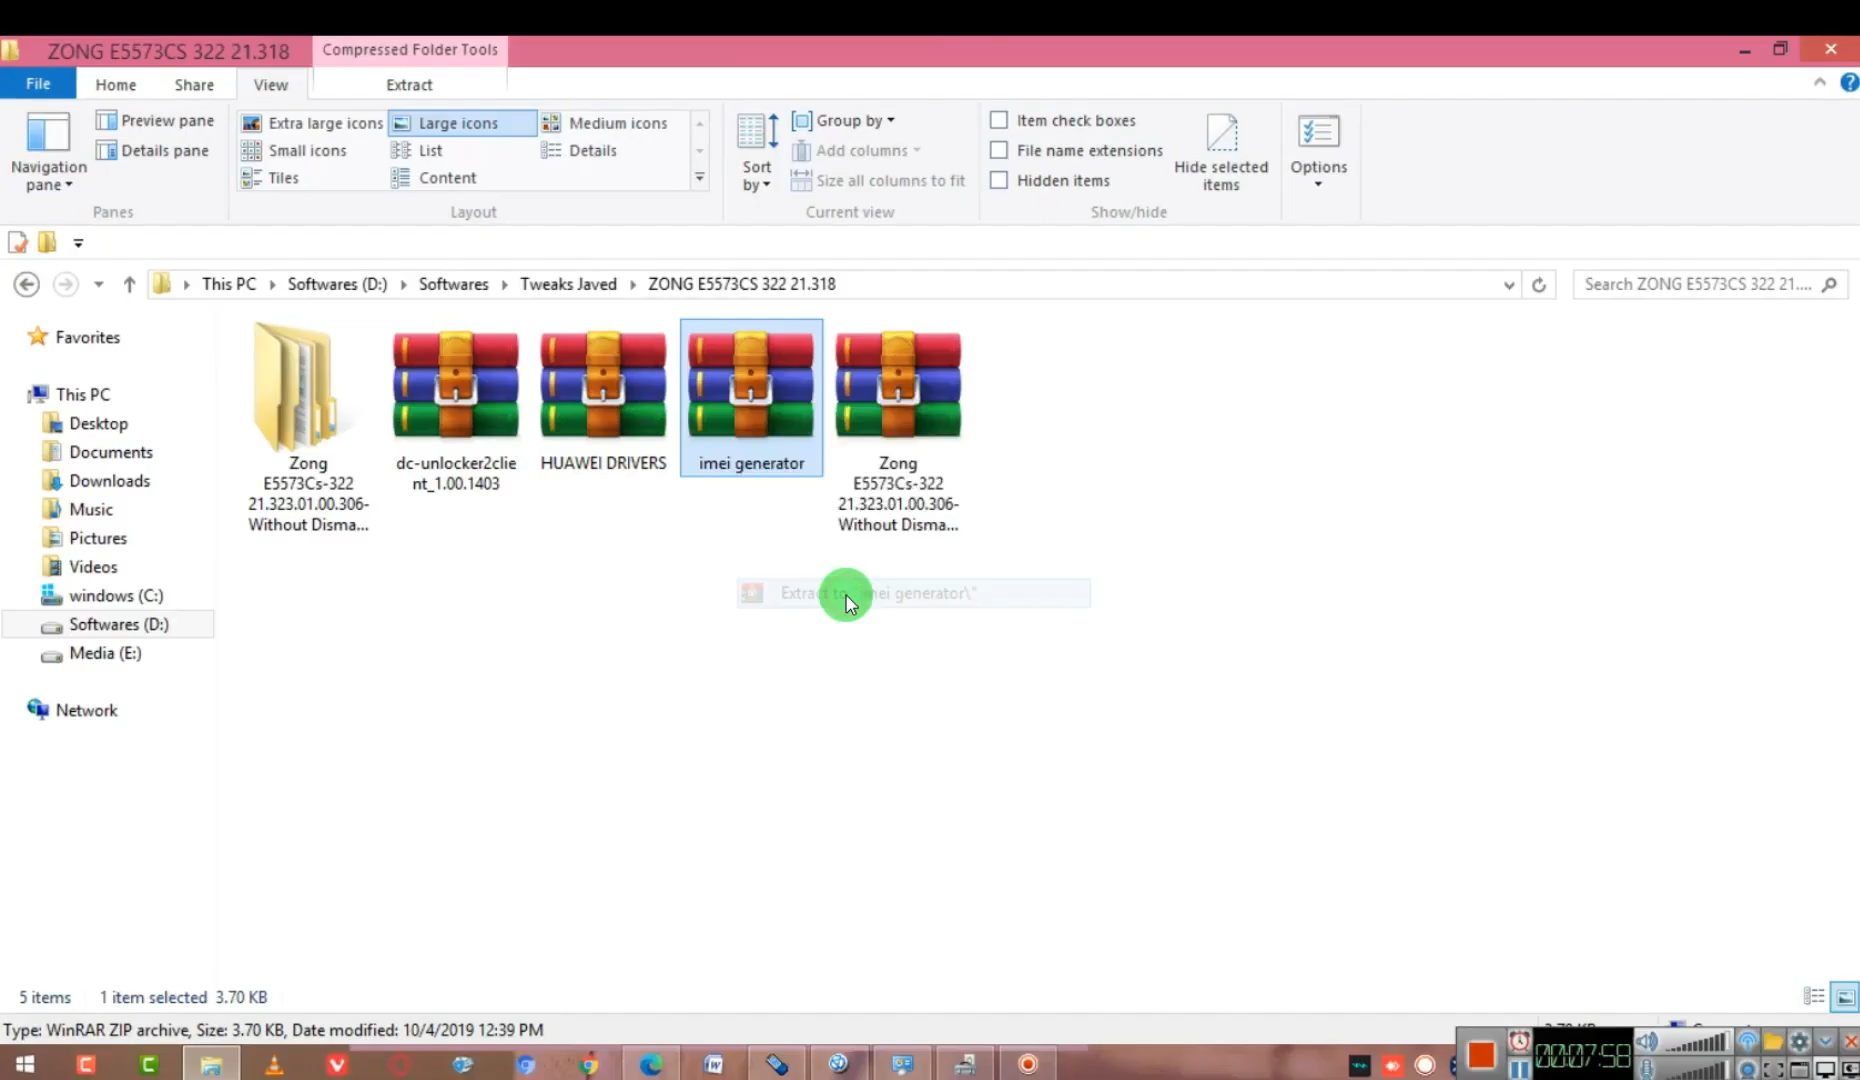 ZONG E5573CS 322 21.318
Compressed Folder Tools
File
Home
Share
View
Extract
Navigation
pane
Preview pane
Details pane
Panes
Extra large icons
Large icons
Medium icons
Small icons
List
Details
Tiles
Content
Layout
Sort
by
Group by
Add columns
Size all columns to fit
Current view
Item check boxes
File name extensions
Hidden items
Hide selected
items
Show/hide
Options
This PC
Softwares (D:)
Softwares
Tweaks Javed
ZONG E5573CS 322 21.318
Search ZONG E5573CS 322 21....
Favorites
This PC
Desktop
Documents
Downloads
Music
Pictures
Videos
windows (C:)
Softwares (D:)
Media (E:)
Network
Zong
E5573Cs-322
21.323.01.00.306-
Without Disma...
dc-unlocker2clie
nt_1.00.1403
HUAWEI DRIVERS
imei generator
Zong
E5573Cs-322
21.323.01.00.306-
Without Disma...
Extract to generator\"
5 items
1 item selected 3.70 KB
Type: WinRAR ZIP archive, Size: 3.70 KB, Date modified: 10/4/2019 12:39 PM
00:07:58